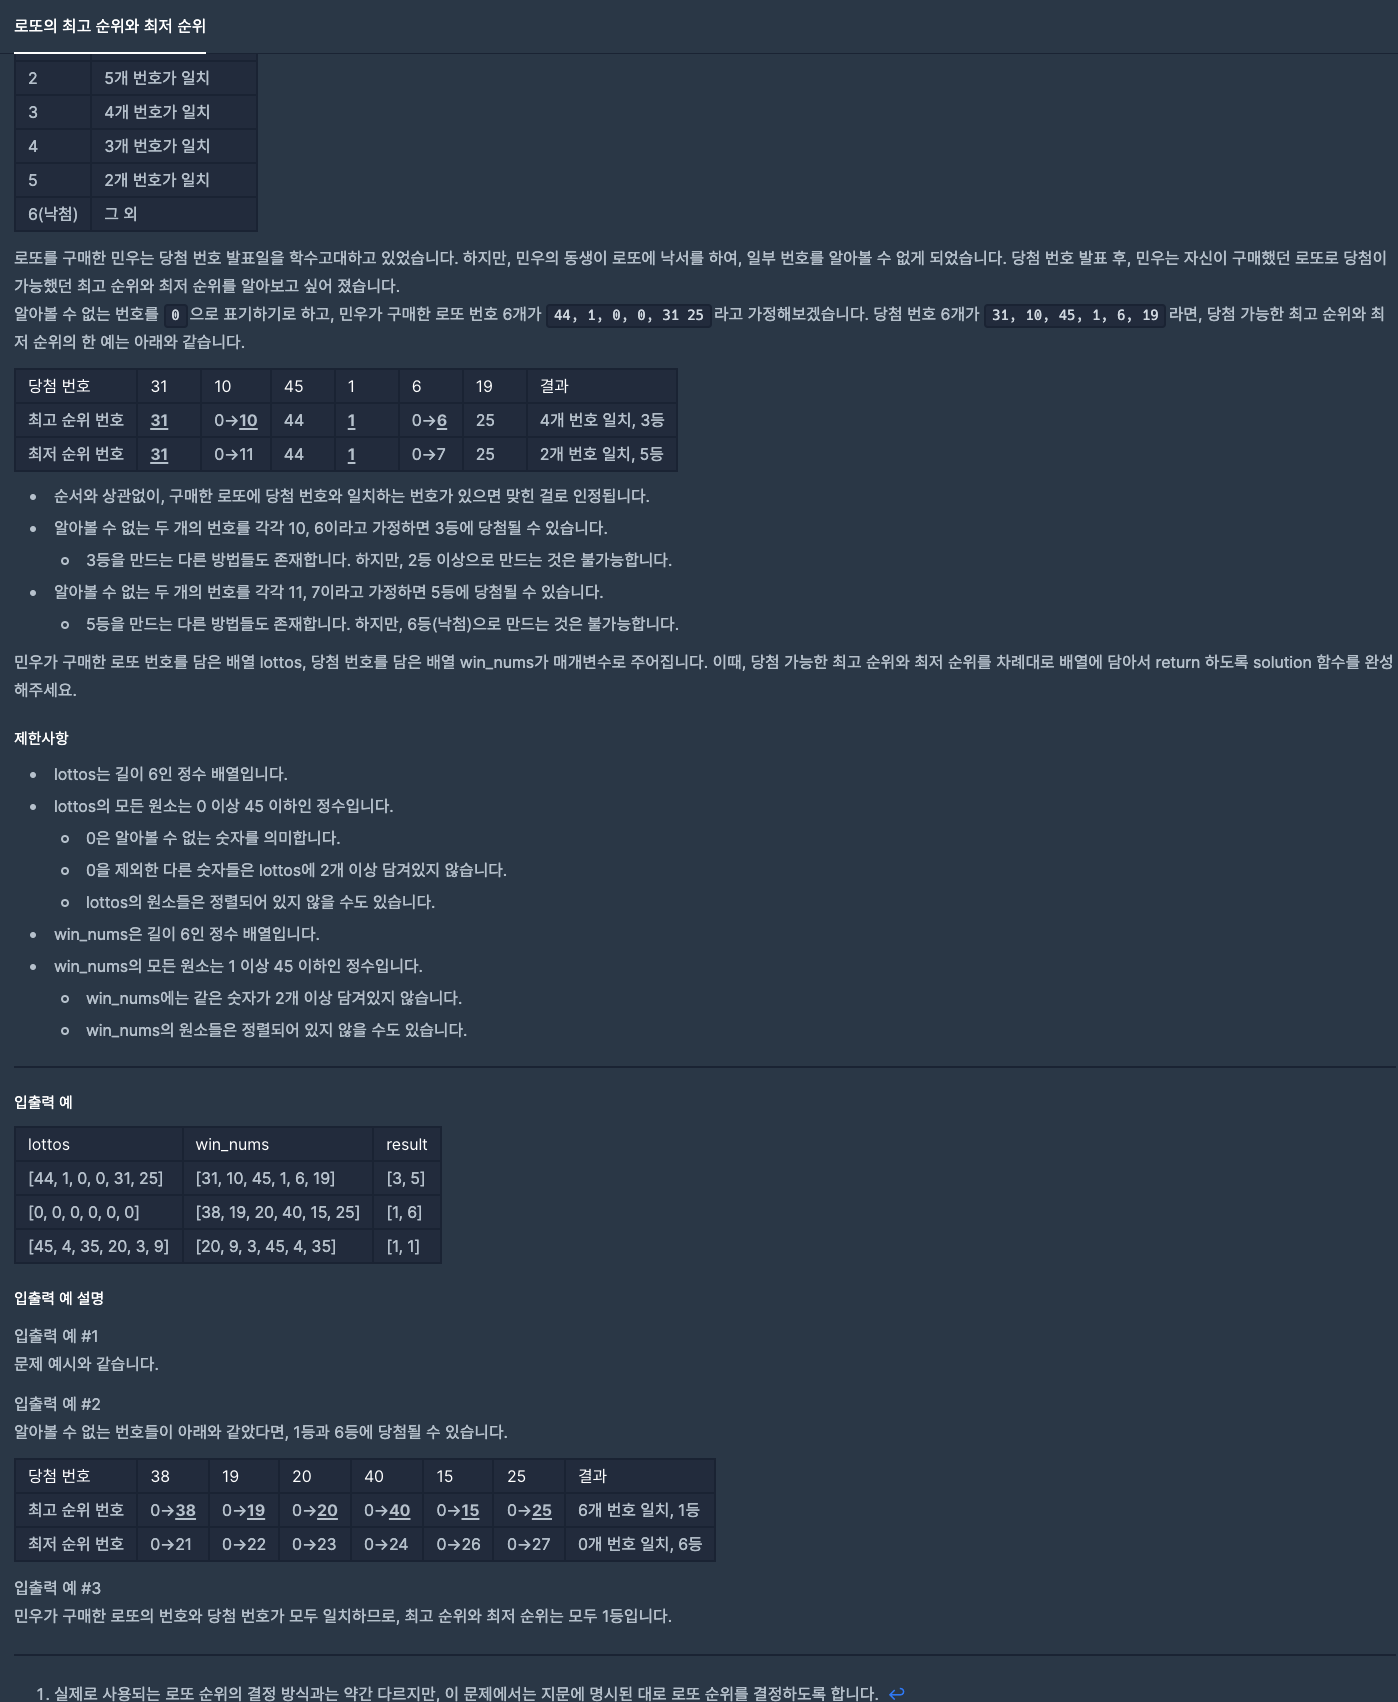 로또의 최고 순위와 최저 순위
2 5개 번호가 일치
3 4개 번호가 일치
4 3개 번호가 일치
5 2개 번호가 일치
6(낙첨) 그 외
로또를 구매한 민우는 당첨 번호 발표일을 학수고대하고 있었습니다. 하지만, 민우의 동생이 로또에 낙서를 하여, 일부 번호를 알아볼 수 없게 되었습니다. 당첨 번호 발표 후, 민우는 자신이 구매했던 로또로 당첨이
가능했던 최고 순위와 최저 순위를 알아보고 싶어 졌습니다.
알아볼 수 없는 번호를 0 으로 표기하기로 하고, 민우가 구매한 로또 번호 6개가 44, 1, 0, 0, 31 25 라고 가정해보겠습니다. 당첨 번호 6개가 31, 10, 45, 1, 6, 19 라면, 당첨 가능한 최고 순위와 최
저 순위의 한 예는 아래와 같습니다.
당첨 번호 31 10 45 1 6 19 결과
최고 순위 번호 31 0→10 44 1 0→6 25 4개 번호 일치, 3등
최저 순위 번호 31 0→11 44 1 0→7 25 2개 번호 일치, 5등
• 순서와 상관없이, 구매한 로또에 당첨 번호와 일치하는 번호가 있으면 맞힌 걸로 인정됩니다.
• 알아볼 수 없는 두 개의 번호를 각각 10, 6이라고 가정하면 3등에 당첨될 수 있습니다.
○ 3등을 만드는 다른 방법들도 존재합니다. 하지만, 2등 이상으로 만드는 것은 불가능합니다.
• 알아볼 수 없는 두 개의 번호를 각각 11, 7이라고 가정하면 5등에 당첨될 수 있습니다.
○ 5등을 만드는 다른 방법들도 존재합니다. 하지만, 6등(낙첨)으로 만드는 것은 불가능합니다.
민우가 구매한 로또 번호를 담은 배열 lottos, 당첨 번호를 담은 배열 win_nums가 매개변수로 주어집니다. 이때, 당첨 가능한 최고 순위와 최저 순위를 차례대로 배열에 담아서 return 하도록 solution 함수를 완성
해주세요.
제한사항
• lottos는 길이 6인 정수 배열입니다.
• lottos의 모든 원소는 0 이상 45 이하인 정수입니다.
○ 0은 알아볼 수 없는 숫자를 의미합니다.
○ 0을 제외한 다른 숫자들은 lottos에 2개 이상 담겨있지 않습니다.
○ lottos의 원소들은 정렬되어 있지 않을 수도 있습니다.
• win_nums은 길이 6인 정수 배열입니다.
• win_nums의 모든 원소는 1 이상 45 이하인 정수입니다.
○ win_nums에는 같은 숫자가 2개 이상 담겨있지 않습니다.
○ win_nums의 원소들은 정렬되어 있지 않을 수도 있습니다.
입출력 예
lottos win_nums result
[44, 1, 0, 0, 31, 25] [31, 10, 45, 1, 6, 19] [3, 5]
[0, 0, 0, 0, 0, 0] [38, 19, 20, 40, 15, 25] [1, 6]
[45, 4, 35, 20, 3, 9] [20, 9, 3, 45, 4, 35] [1, 1]
입출력 예 설명
입출력 예 #1
문제 예시와 같습니다.
입출력 예 #2
알아볼 수 없는 번호들이 아래와 같았다면, 1등과 6등에 당첨될 수 있습니다.
당첨 번호 38 19 20 40 15 25 결과
최고 순위 번호 0→38 0→19 0→20 0→40 0→15 0→25 6개 번호 일치, 1등
최저 순위 번호 0→21 0→22 0→23 0→24 0→26 0→27 0개 번호 일치, 6등
입출력 예 #3
민우가 구매한 로또의 번호와 당첨 번호가 모두 일치하므로, 최고 순위와 최저 순위는 모두 1등입니다.
1. 실제로 사용되는 로또 순위의 결정 방식과는 약간 다르지만, 이 문제에서는 지문에 명시된 대로 로또 순위를 결정하도록 합니다. ↩